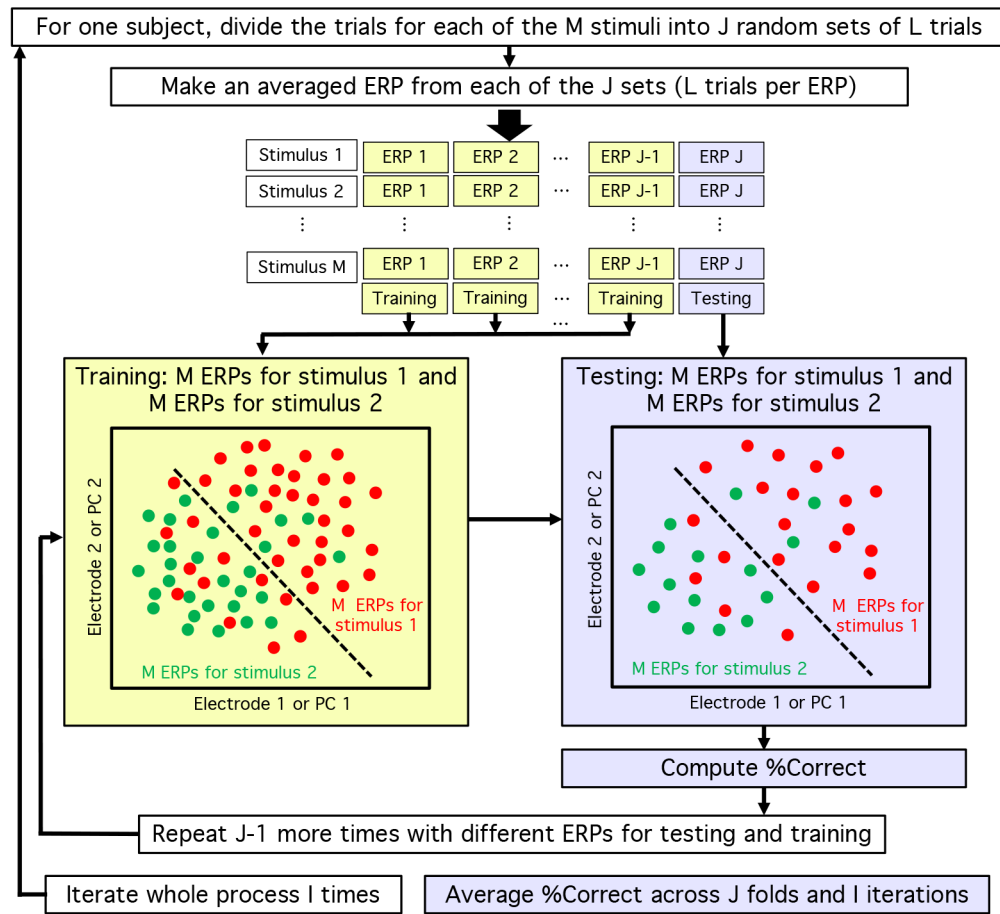 For one subject, divide the trials for each of the M stimuli into J random sets of L trials
Make an averaged ERP from each of the J sets (L trials per ERP)
Stimulus 1 ERP 1 ERP 2 ... ERP J-1 ERP J
Stimulus 2 ERP 1 ERP 2 ... ERP J-1 ERP J
⋮ ⋮ ⋮ ⋮ ⋮
Stimulus M ERP 1 ERP 2 ... ERP J-1 ERP J
Training Training ... Training Testing
...
Training: M ERPs for stimulus 1 and
M ERPs for stimulus 2
Electrode 2 or PC 2
M ERPs for
stimulus 1
M ERPs for stimulus 2
Electrode 1 or PC 1
Testing: M ERPs for stimulus 1 and
M ERPs for stimulus 2
Electrode 2 or PC 2
M ERPs for
stimulus 1
M ERPs for stimulus 2
Electrode 1 or PC 1
Compute %Correct
Repeat J-1 more times with different ERPs for testing and training
Iterate whole process I times
Average %Correct across J folds and I iterations